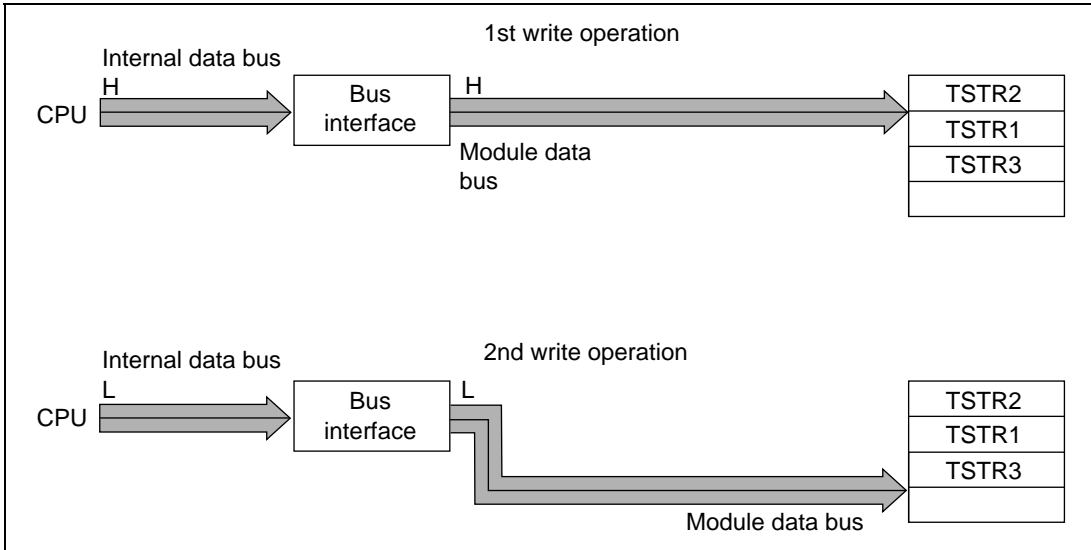 1st write operation
Internal data bus
H
CPU
Bus
interface
H
Module data
bus
TSTR2
TSTR1
TSTR3
2nd write operation
Internal data bus
L
CPU
Bus
interface
L
Module data bus
TSTR2
TSTR1
TSTR3